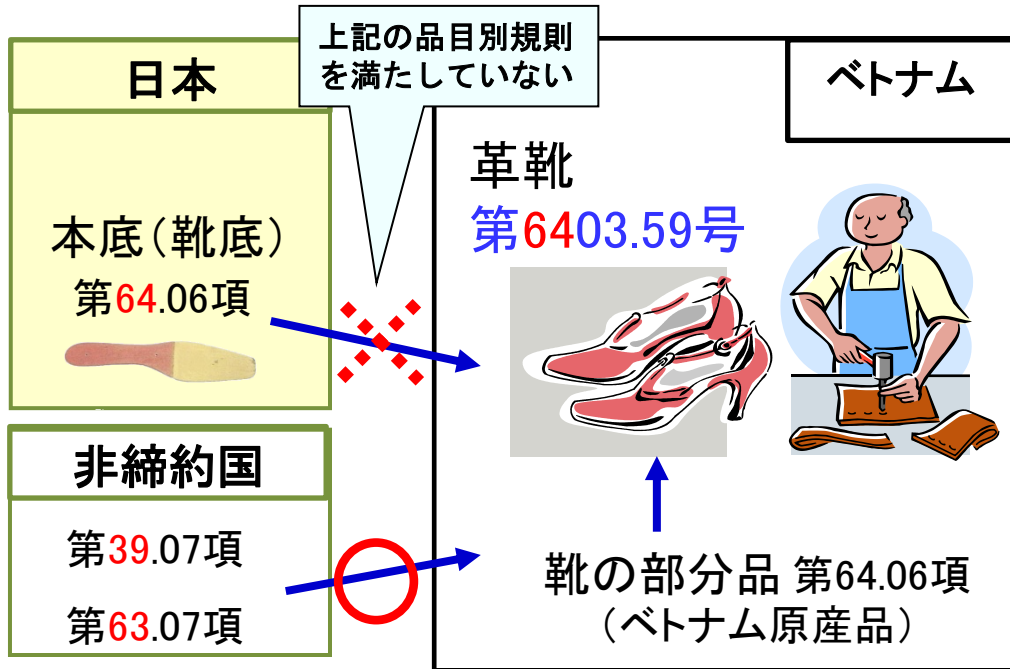 上記の品目別規則
を満たしていない
日本
本底（靴底）
第64.06項
非締約国
第39.07項
第63.07項
ベトナム
革靴
第6403.59号
靴の部分品 第64.06項
（ベトナム原産品）